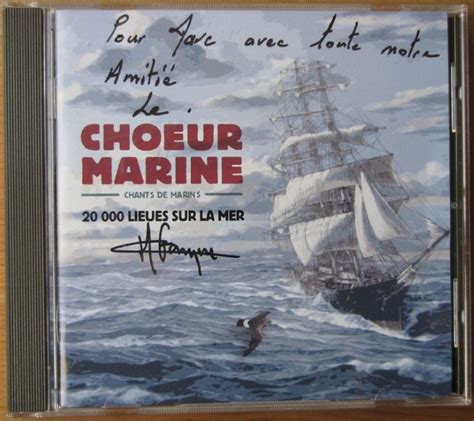 Pour Marc avec toute notre
Amitié
Le.
CHOEUR
MARINE
CHANTS DE MARINS
20 000 LIEUES SUR LA MER